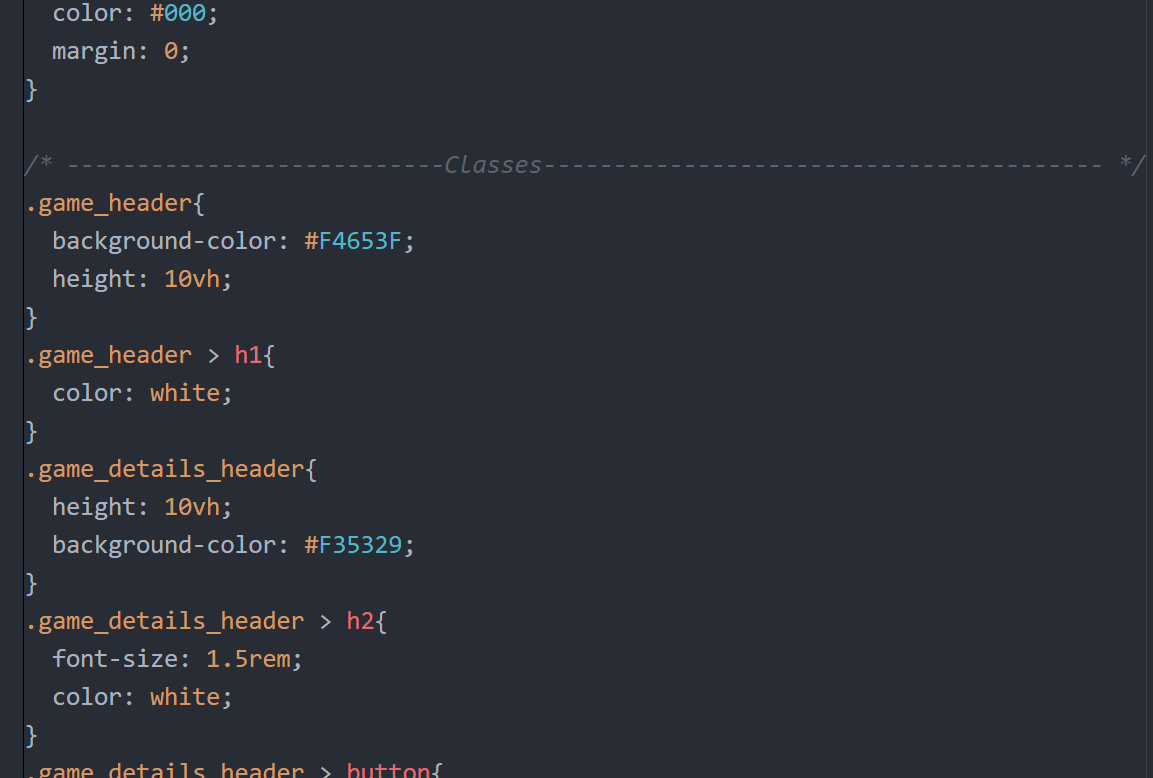 color: #000;
margin: 0;
}
/* ---------------------------Classes---------------------------------------- */
.game_header{
background-color: #F4653F;
height: 10vh;
}
.game_header > h1{
color: white;
}
.game_details_header{
height: 10vh;
background-color: #F35329;
}
.game_details_header > h2{
font-size: 1.5rem;
color: white;
}
.game_details_header > button{